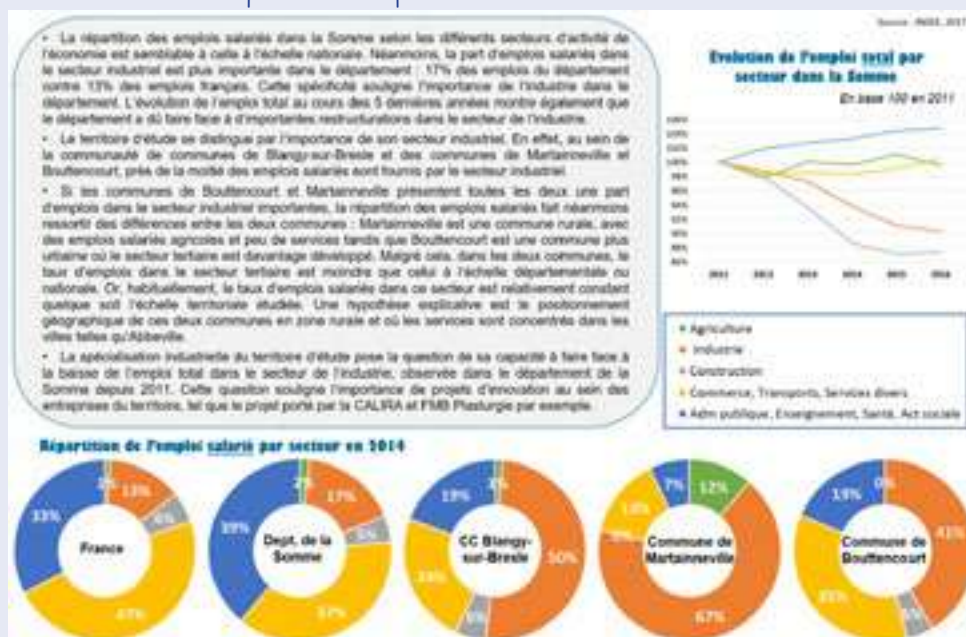 Source : INSEE, 2017
• La répartition des emplois salariés dans la Somme selon les différents secteurs d'activité de
l'économie est semblable à celle à l'échelle nationale. Néanmoins, la part d'emplois salariés dans
le secteur industriel est plus importante dans le département : 17% des emplois du département
contre 13% des emplois français. Cette spécificité souligne l'importance de l'industrie dans le
département. L'évolution de l'emploi total au cours des 5 dernières années montre également que
le département a dû faire face à d'importantes restructurations dans le secteur de l'industrie.
• Le territoire d'étude se distingue par l'importance de son secteur industriel. En effet, au sein de
la communauté de communes de Blangy-sur-Bresle et des communes de Martainneville et
Bouttencourt, près de la moitié des emplois salariés sont fournis par le secteur industriel.
• Si les communes de Bouttencourt et Martainneville présentent toutes les deux une part
d'emplois dans le secteur industriel importantes, la répartition des emplois salariés fait néanmoins
ressortir des différences entre les deux communes : Martainneville est une commune rurale, avec
des emplois salariés agricoles et peu de services tandis que Bouttencourt est une commune plus
urbaine où le secteur tertiaire est davantage développé. Malgré cela, dans les deux communes, le
taux d'emplois dans le secteur tertiaire est moindre que celui à l'échelle départementale ou
nationale. Or, habituellement, le taux d'emplois salariés dans ce secteur est relativement constant
quelque soit l'échelle territoriale étudiée. Une hypothèse explicative est le positionnement
géographique de ces deux communes en zone rurale et où les services sont concentrés dans les
villes telles qu'Abbeville.
• La spécialisation industrielle du territoire d'étude pose la question de sa capacité à faire face à
la baisse de l'emploi total dans le secteur de l'industrie, observée dans le département de la
Somme depuis 2011. Cette question souligne l'importance de projets d'innovation au sein des
entreprises du territoire, tel que le projet porté par la CALIRA et FMB Plasturgie par exemple.
Evolution de l'emploi total par
secteur dans la Somme
En base 100 en 2011
2011 2012 2013 2014 2015 2016
Agriculture
Industrie
Construction
Commerce, Transports, Services divers
Adm publique, Enseignement, Santé, Act sociale
Répartition de l'emploi salarié par secteur en 2014
France
13%
33%
Dept. de la
Somme
2%
17%
39%
37%
CC Blangy-
sur-Bresle
19%
50%
Commune de
Martainneville
7%
12%
67%
Commune de
Bouttencourt
0%
19%
41%